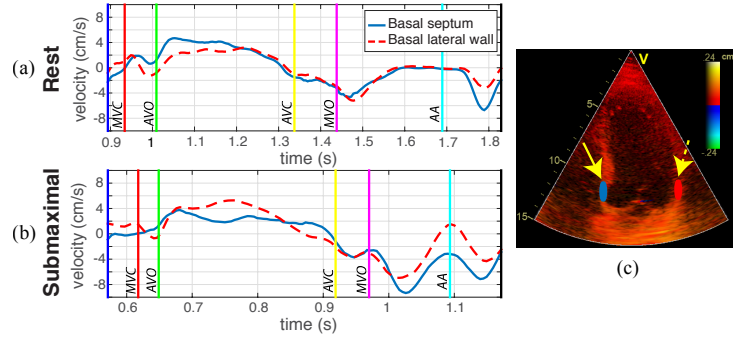 (a)
Rest
velocity (cm/s)
8
4
0
-4
-8
Basal septum
Basal lateral wall
MVC
AVO
AVC
MVO
AA
0.9 1 1.1 1.2 1.3 1.4 1.5 1.6 1.7 1.8
time (s)
(b)
Submaximal
velocity (cm/s)
8
4
0
-4
-8
MVC
AVO
AVC
MVO
AA
0.6 0.7 0.8 0.9 1 1.1
time (s)
V
5
10
15
24 cm
-.24
(c)